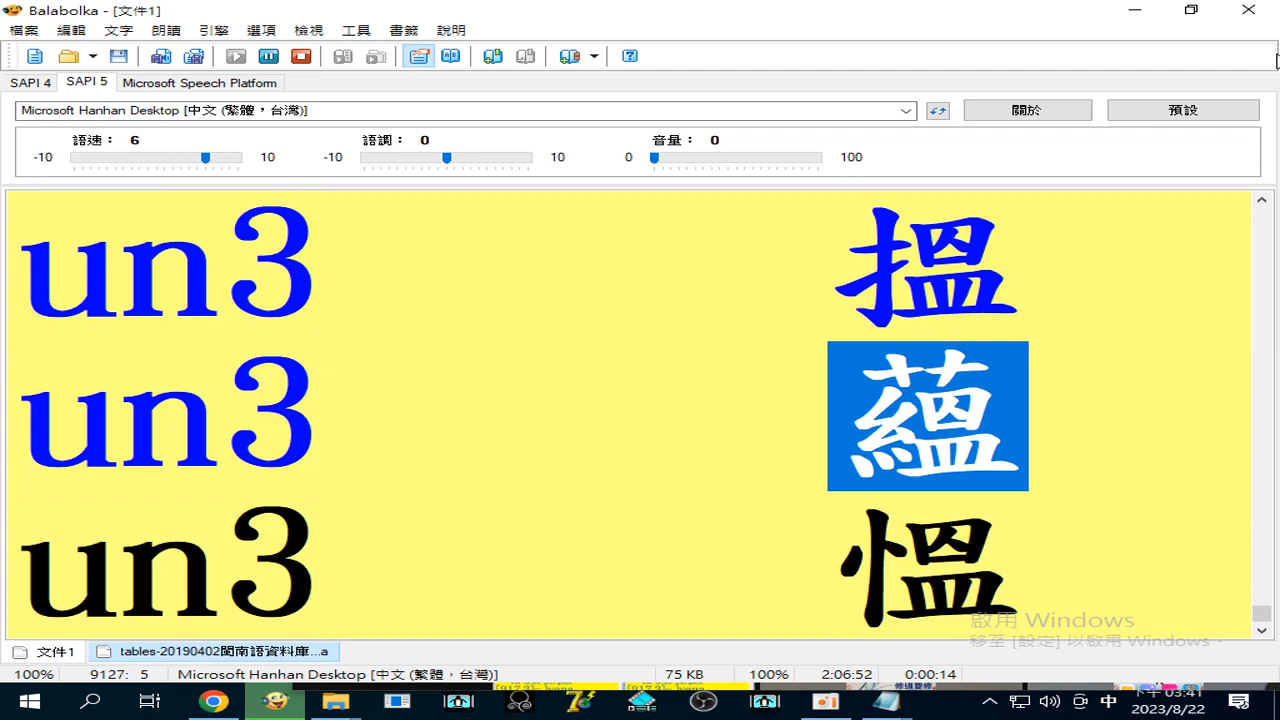 Balabolka - [文件1]
檔案 編輯 文字 朗讀 引擎 選項 檢視 工具 書籤 說明
SAPI 4 SAPI 5 Microsoft Speech Platform
Microsoft Hanhan Desktop [中文 (繁體，台灣)] 關於 預設
語速： 6 語調： 0 音量： 0
-10 10 -10 10 0 100
un3 搵
un3 蘊
un3 愠
啟用 Windows
移至 [設定] 以啟用 Windows。
文件1 tables-20190402閩南語資料庫...a
100% 9127: 5 Microsoft Hanhan Desktop [中文 (繁體，台灣)] 75 KB 100% 2:06:52 0:00:14
中 下午 03:41
2023/8/22